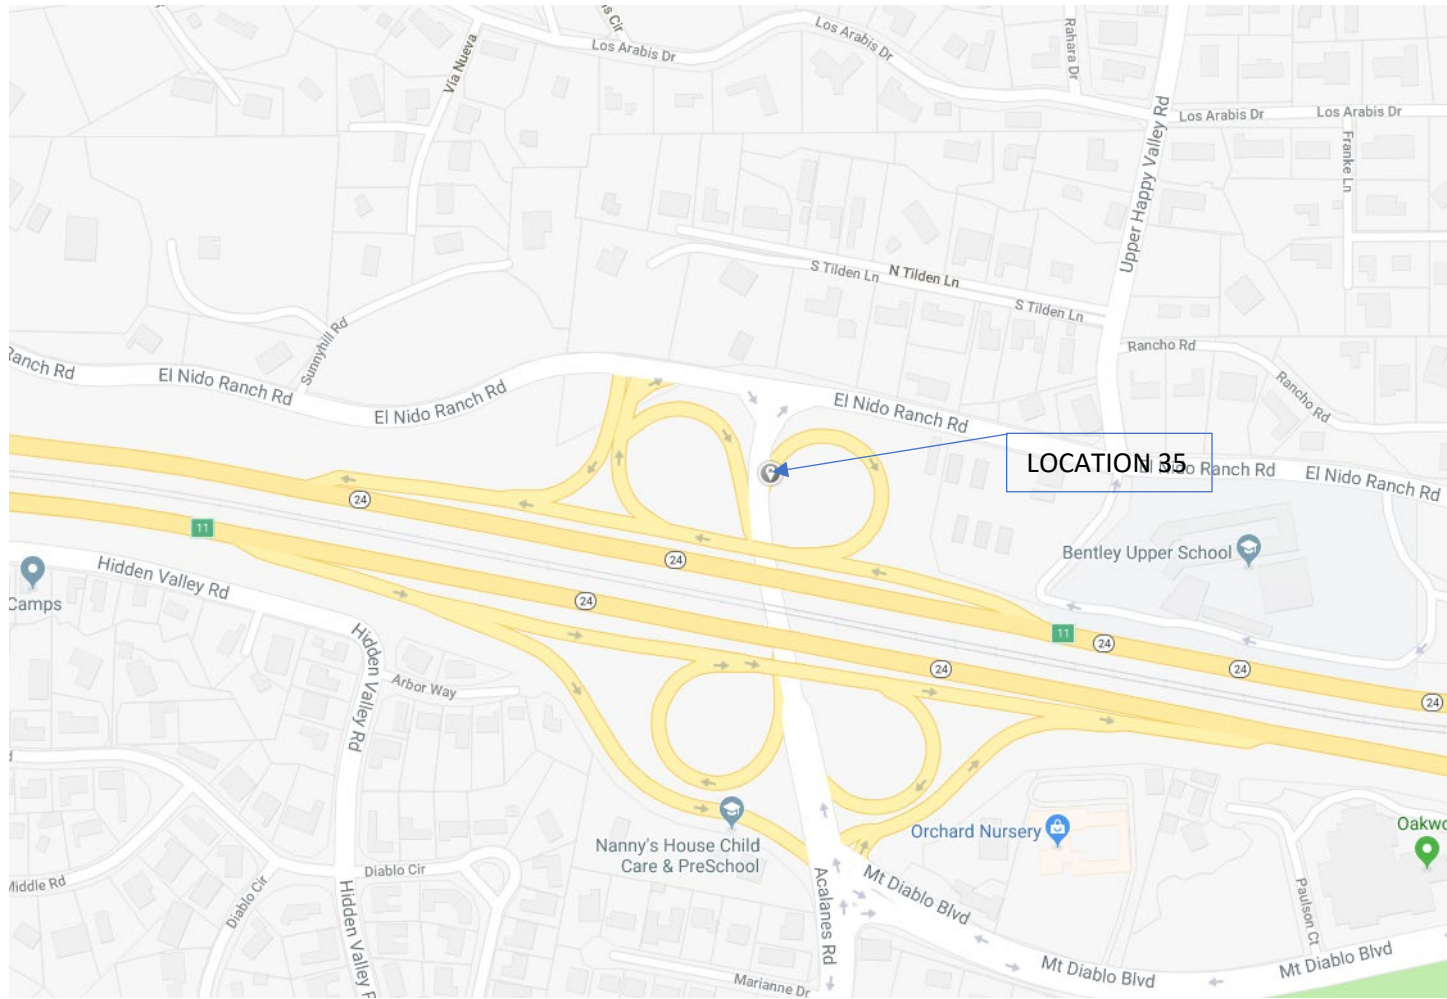 s Cir
Los Arabis Dr
Los Arabis Dr
Rahara Dr
Via Nueva
Upper Happy Valley Rd
Los Arabis Dr
Los Arabis Dr
Franke Ln
S Tilden Ln
N Tilden Ln
S Tilden Ln
Sunnyhill Rd
Rancho Rd
Rancho Rd
Ranch Rd
El Nido Ranch Rd
El Nido Ranch Rd
El Nido Ranch Rd
LOCATION 35
El Nido Ranch Rd
El Nido Ranch Rd
24
11
24
Bentley Upper School
Hidden Valley Rd
Camps
24
11
24
24
24
24
Hidden Valley Rd
Arbor Way
Nanny's House Child
Care & PreSchool
Orchard Nursery
Oakwo
Mt Diablo Blvd
Acalanes Rd
Diablo Cir
Middle Rd
Diablo Cir
Hidden Valley R
Paulson Ct
Mt Diablo Blvd
Mt Diablo Blvd
Marianne Dr